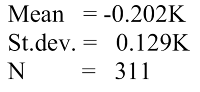 Mean = -0.202K
St.dev. = 0.129K
N = 311